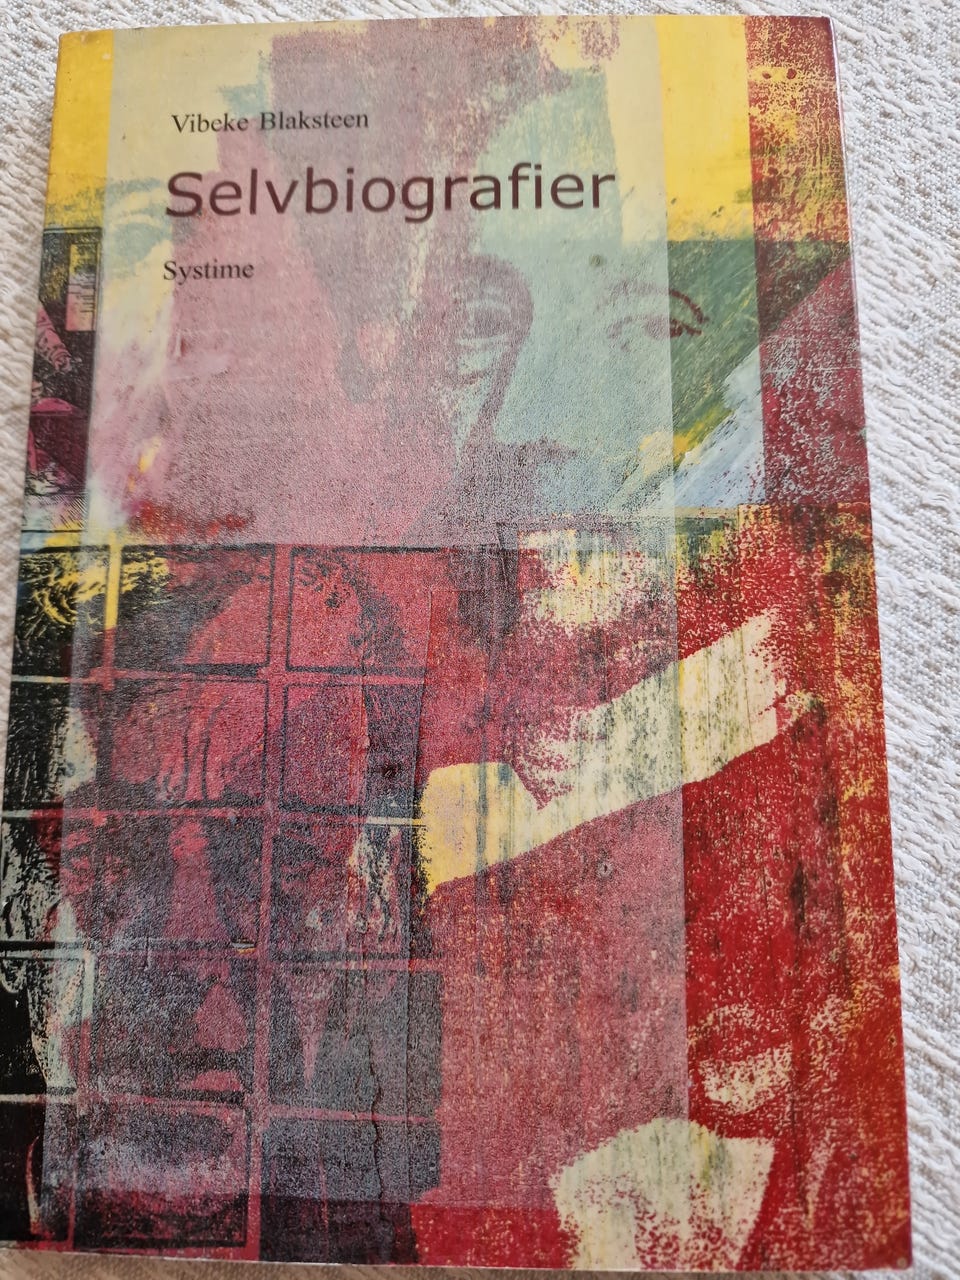 Vibeke Blaksteen
Selvbiografier
Systime